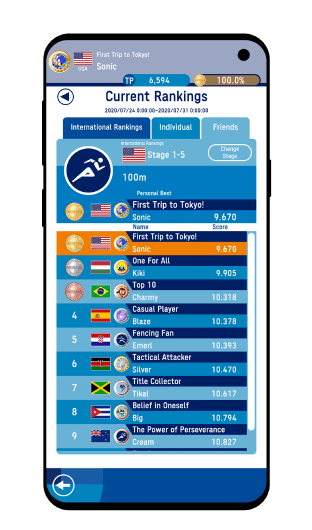 First Trip to Tokyo!
USA
Sonic
TP 6,594 100.0%
Current Rankings
2020/07/24 0:00:00~2020/07/31 0:00:00
International Rankings Individual Friends
International Rankings
Stage 1-5
Change
Stage
100m
Personal Best
First Trip to Tokyo!
Sonic 9.670
Name Score
First Trip to Tokyo!
Sonic 9.670
One For All
Kiki 9.905
Top 10
Charmy 10.318
4 Casual Player
Blaze 10.378
5 Fencing Fan
Emerl 10.393
6 Tactical Attacker
Silver 10.470
7 Title Collector
Tikal 10.617
8 Belief in Oneself
Big 10.794
9 The Power of Perseverance
Cream 10.827